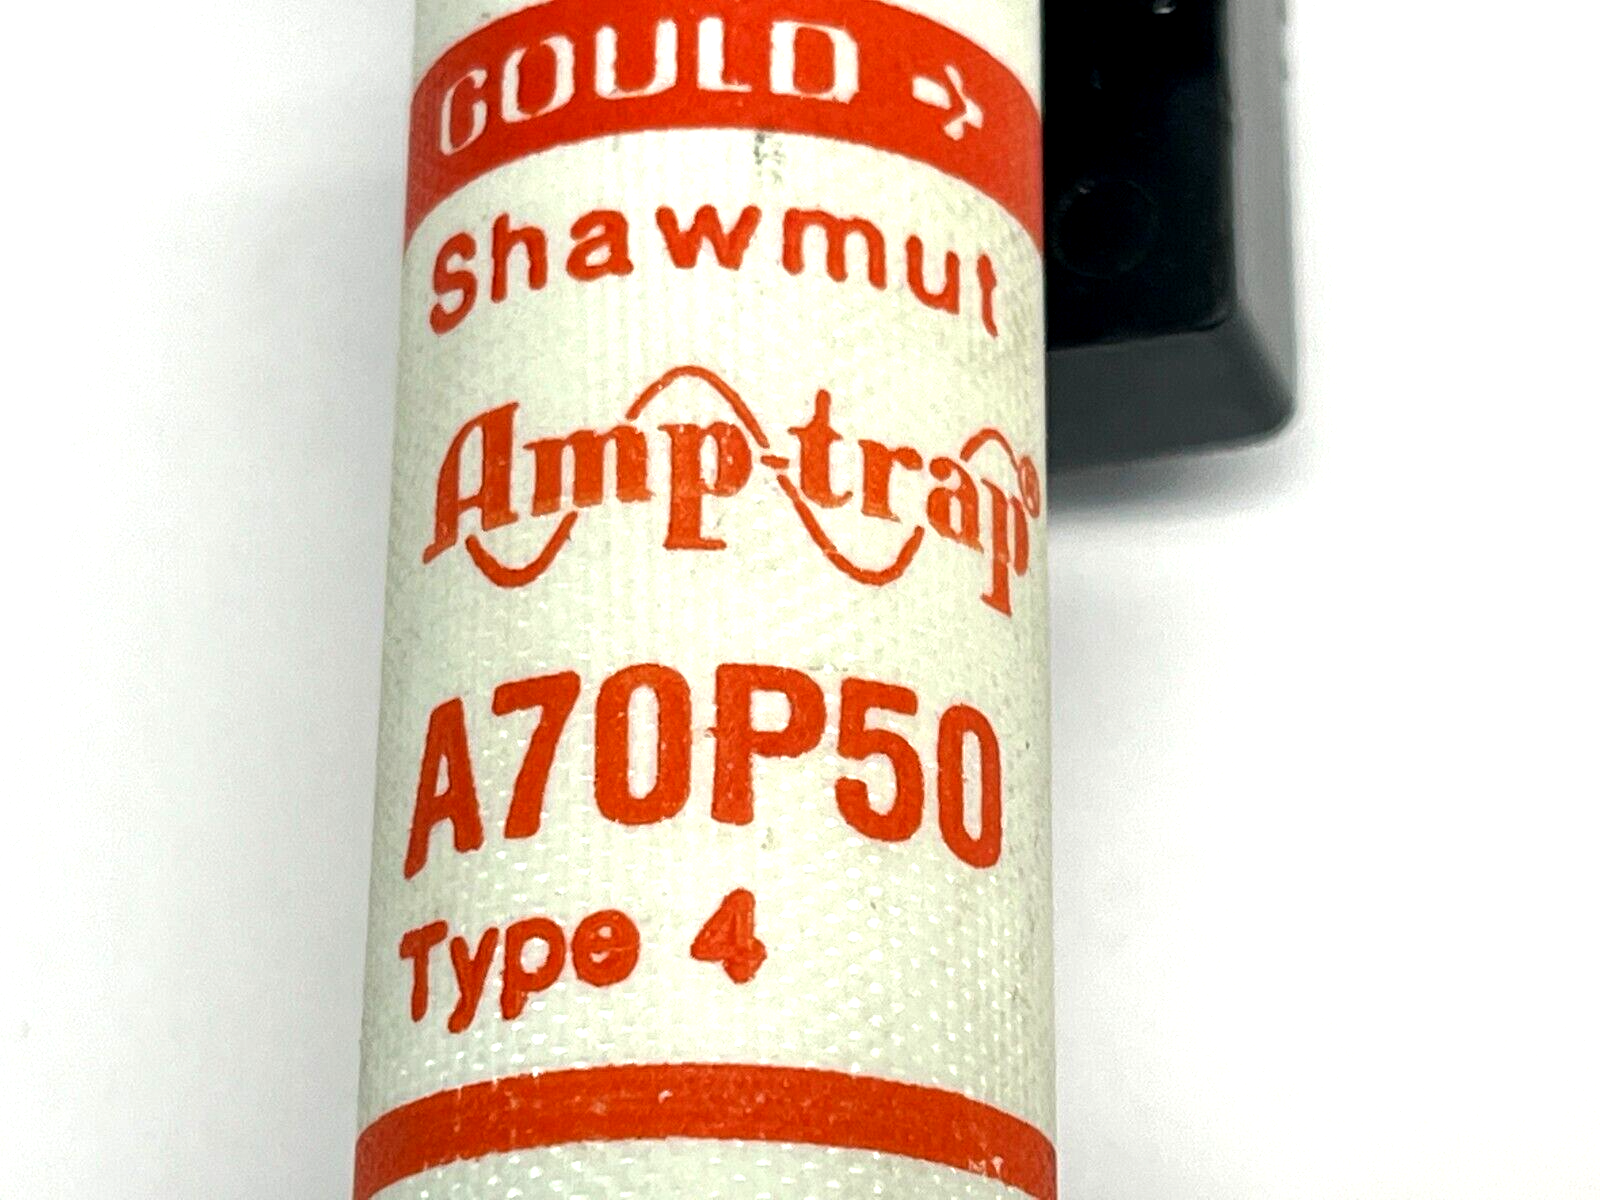 GOULD
Shawmut
Amp-trap®
A70P50
Type 4